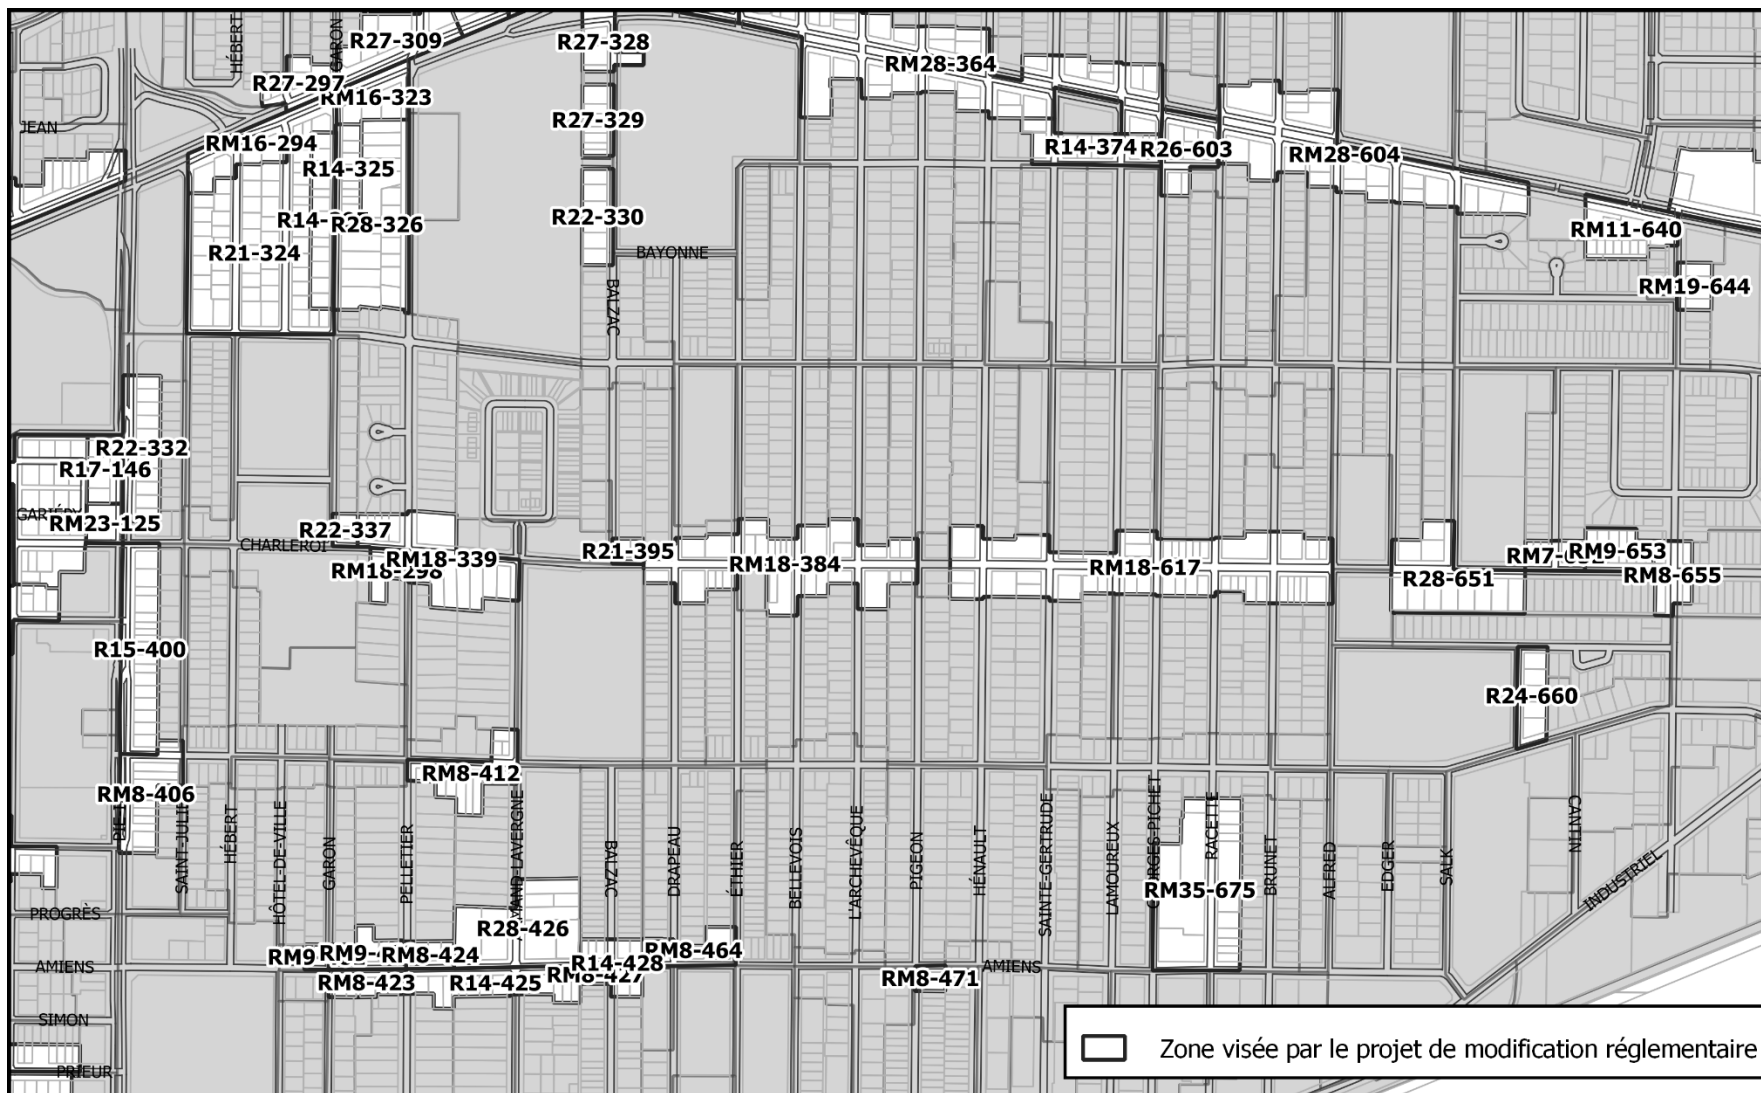 HÉBERT
GARON
R27-309
R27-328
RM28-364
R27-297
RM16-323
R27-329
JEAN
RM16-294
R14-325
R14-374
R26-603
RM28-604
R14-
R28-326
R22-330
RM11-640
R21-324
BAYONNE
RM19-644
BALZAC
R22-332
R17-146
RM23-125
R22-337
CHARLEROI
RM18-298
RM18-339
R21-395
RM18-384
RM18-617
R28-651
RM9-653
RM8-655
R15-400
R24-660
RM8-412
RM8-406
SAINT-JULIE
HÉBERT
HÔTEL-DE-VILLE
GARON
PELLETIER
BALZAC
DRAPEAU
ÉTHIER
BELLEVOIS
L'ARCHEVÊQUE
PIGEON
HÉNAULT
SAINTE-GERTRUDE
LAMOUREUX
RACETTE
BRUNET
ALFRED
EDGER
SALK
CANTIN
INDUSTRIEL
RM35-675
PROGRÈS
R28-426
RM9
RM9-
RM8-424
RM8-464
R14-428
AMIENS
RM8-423
R14-425
RM8-427
RM8-471
AMIENS
SIMON
PRIEUR
Zone visée par le projet de modification réglementaire